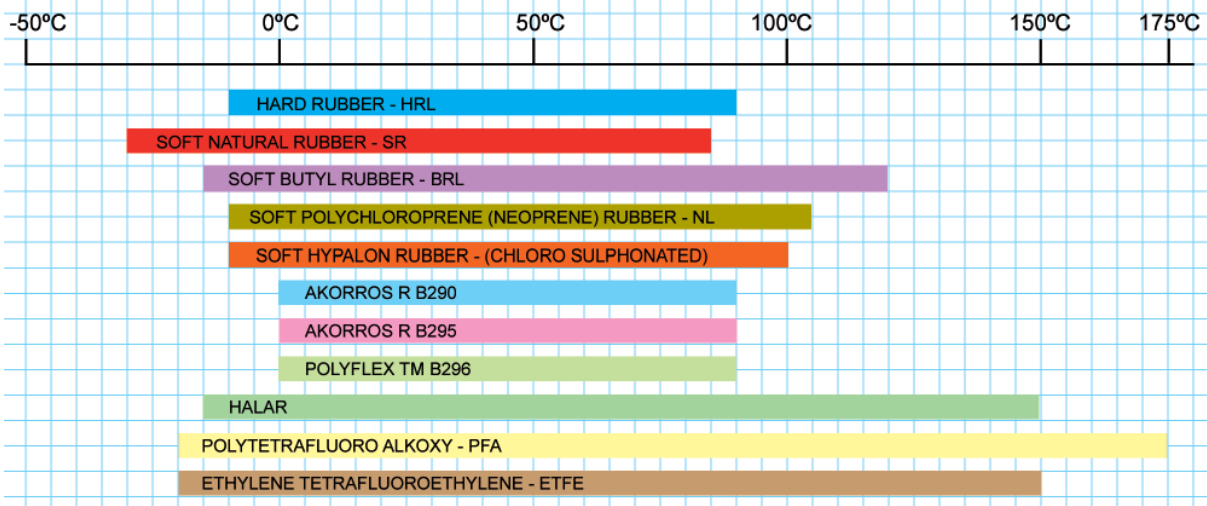 -50ºC 0ºC 50ºC 100ºC 150ºC 175ºC
HARD RUBBER - HRL
SOFT NATURAL RUBBER - SR
SOFT BUTYL RUBBER - BRL
SOFT POLYCHLOROPRENE (NEOPRENE) RUBBER - NL
SOFT HYPALON RUBBER - (CHLORO SULPHONATED)
AKORROS R B290
AKORROS R B295
POLYFLEX TM B296
HALAR
POLYTETRAFLUORO ALKOXY - PFA
ETHYLENE TETRAFLUOROETHYLENE - ETFE